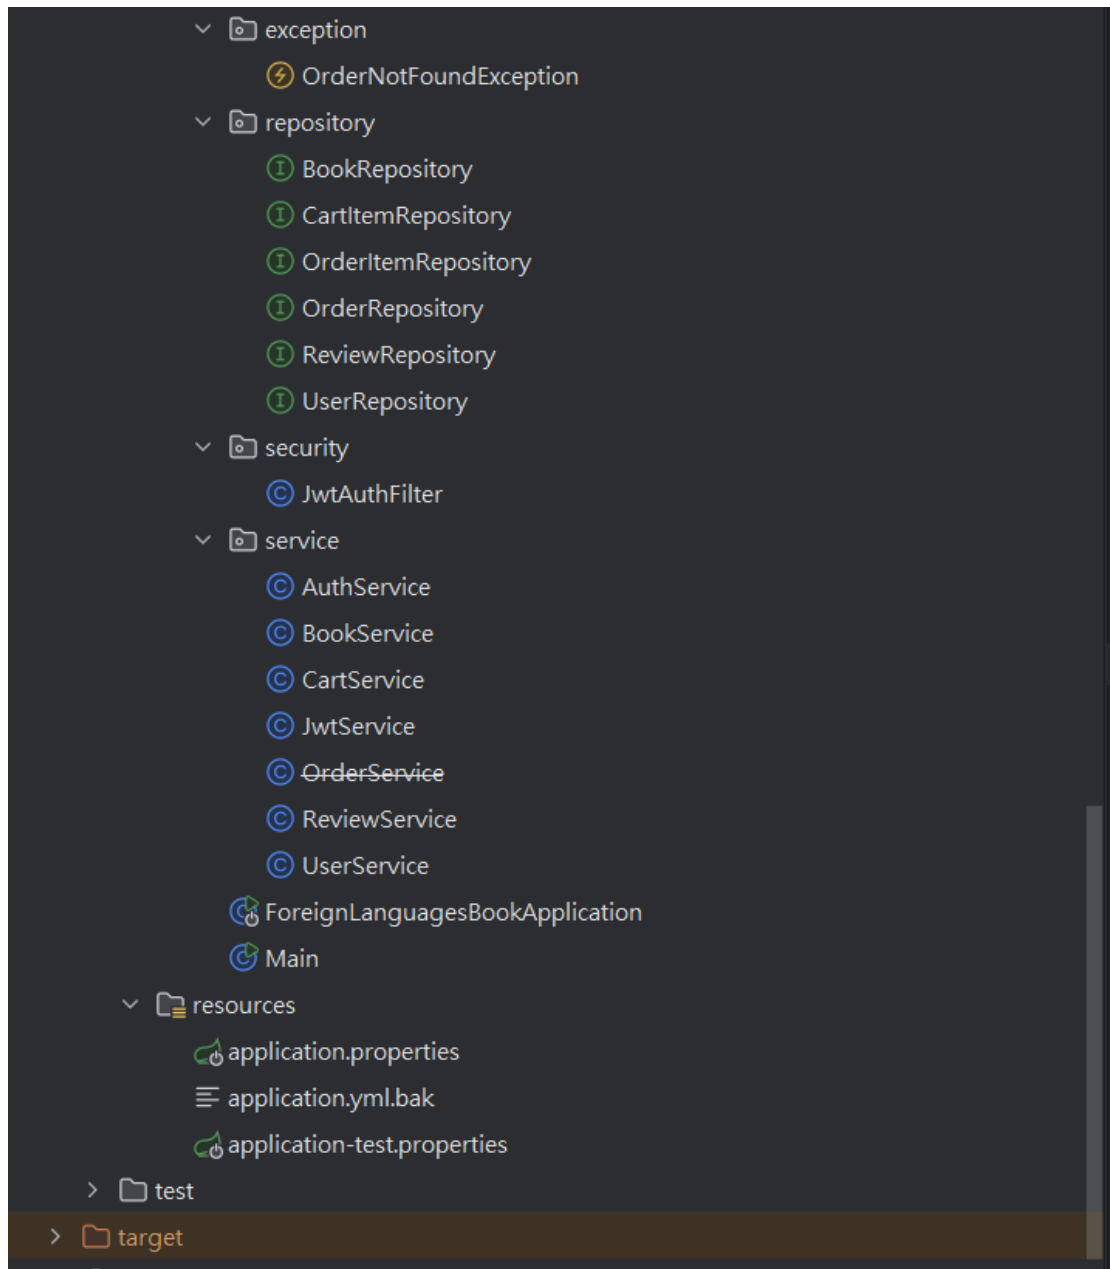 exception
OrderNotFoundException
repository
BookRepository
CartItemRepository
OrderItemRepository
OrderRepository
ReviewRepository
UserRepository
security
JwtAuthFilter
service
AuthService
BookService
CartService
JwtService
OrderService
ReviewService
UserService
ForeignLanguagesBookApplication
Main
resources
application.properties
application.yml.bak
application-test.properties
test
target